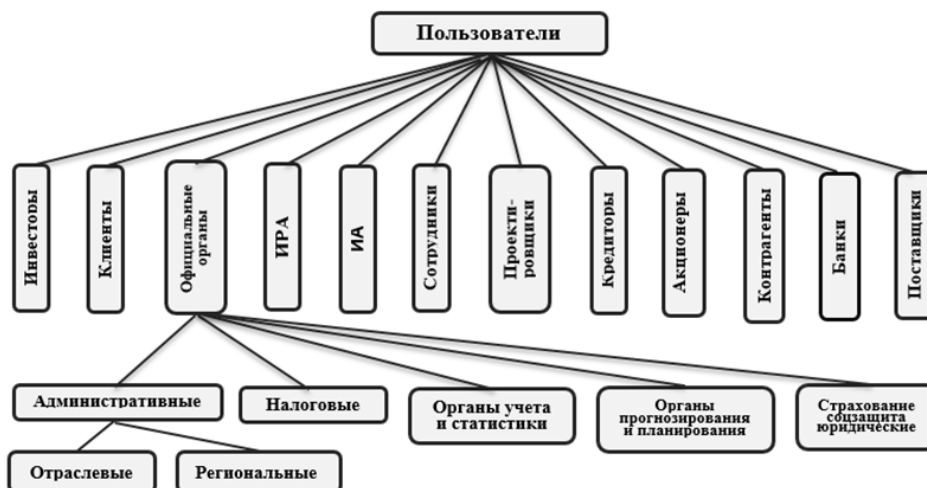 Пользователи
Инвесторы
Клиенты
Официальные
органы
ИРА
ИА
Сотрудники
Проекти-
ровщики
Кредиторы
Акционеры
Контрагенты
Банки
Поставщики
Административные
Налоговые
Органы учета
и статистики
Органы
прогнозирования
и планирования
Страхование
соцзащита
юридические
Отраслевые
Региональные